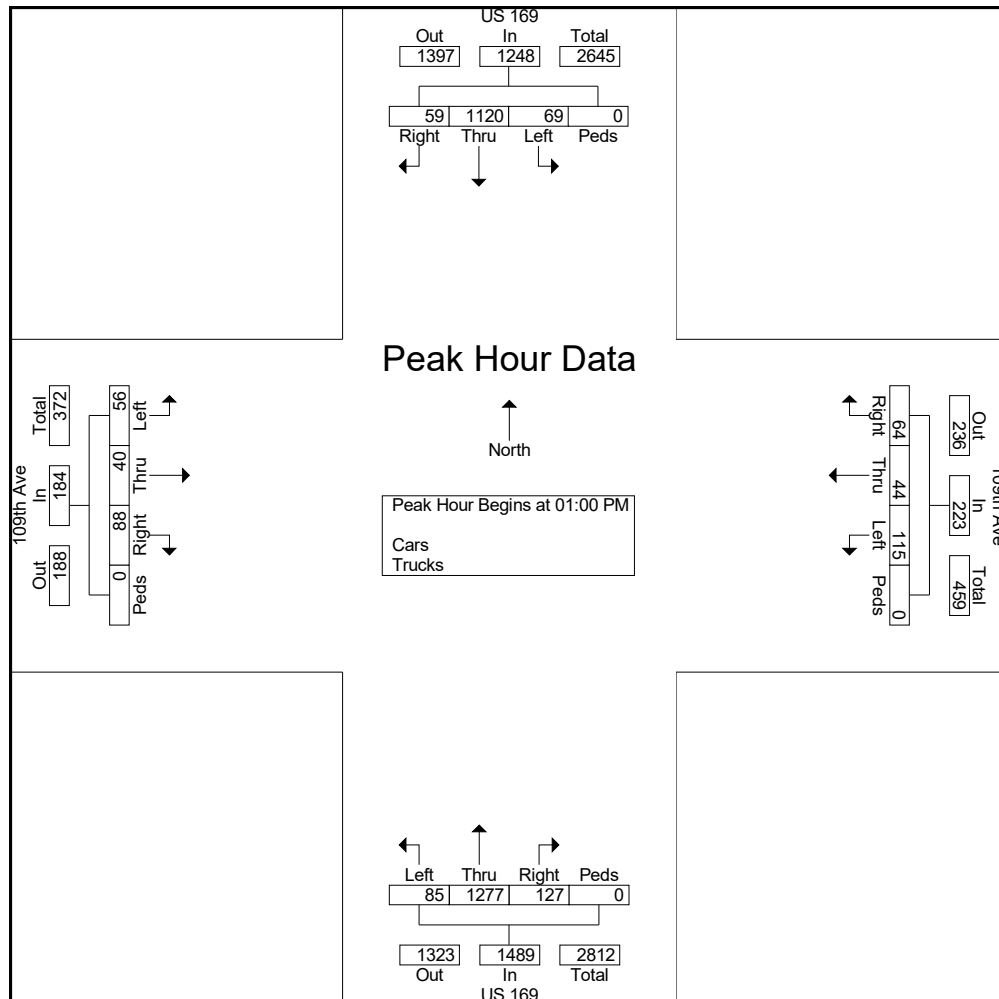 US 169
Out In Total
1397 1248 2645
59 1120 69 0
Right Thru Left Peds
Peak Hour Data
North
Peak Hour Begins at 01:00 PM
Cars
Trucks
109th Ave
Total In Out
372 184 188
56 40 88 0
Left Thru Right Peds
Right Thru Left Peds
64 44 115 0
236 223 459
Out In Total
109th Ave
Left Thru Right Peds
85 1277 127 0
1323 1489 2812
Out In Total
US 169